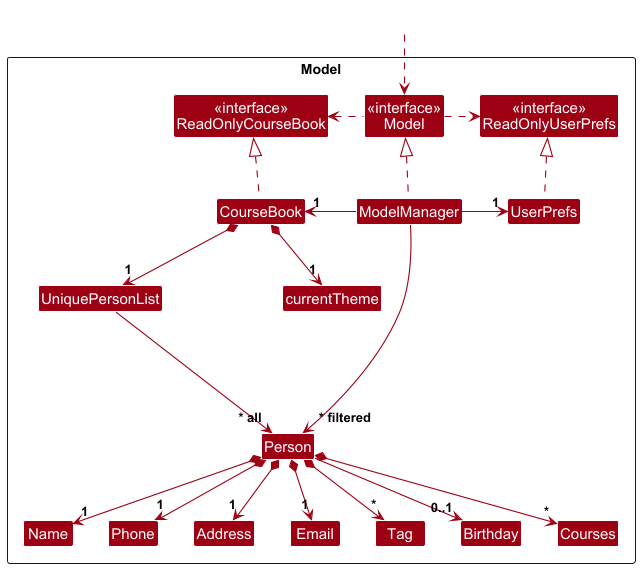 Model
«interface»
ReadOnlyCourseBook
«interface»
Model
«interface»
ReadOnlyUserPrefs
CourseBook
1
ModelManager
1
UserPrefs
1
1
UniquePersonList
currentTheme
* all
* filtered
Person
1
1
1
1
*
0..1
*
Name
Phone
Address
Email
Tag
Birthday
Courses